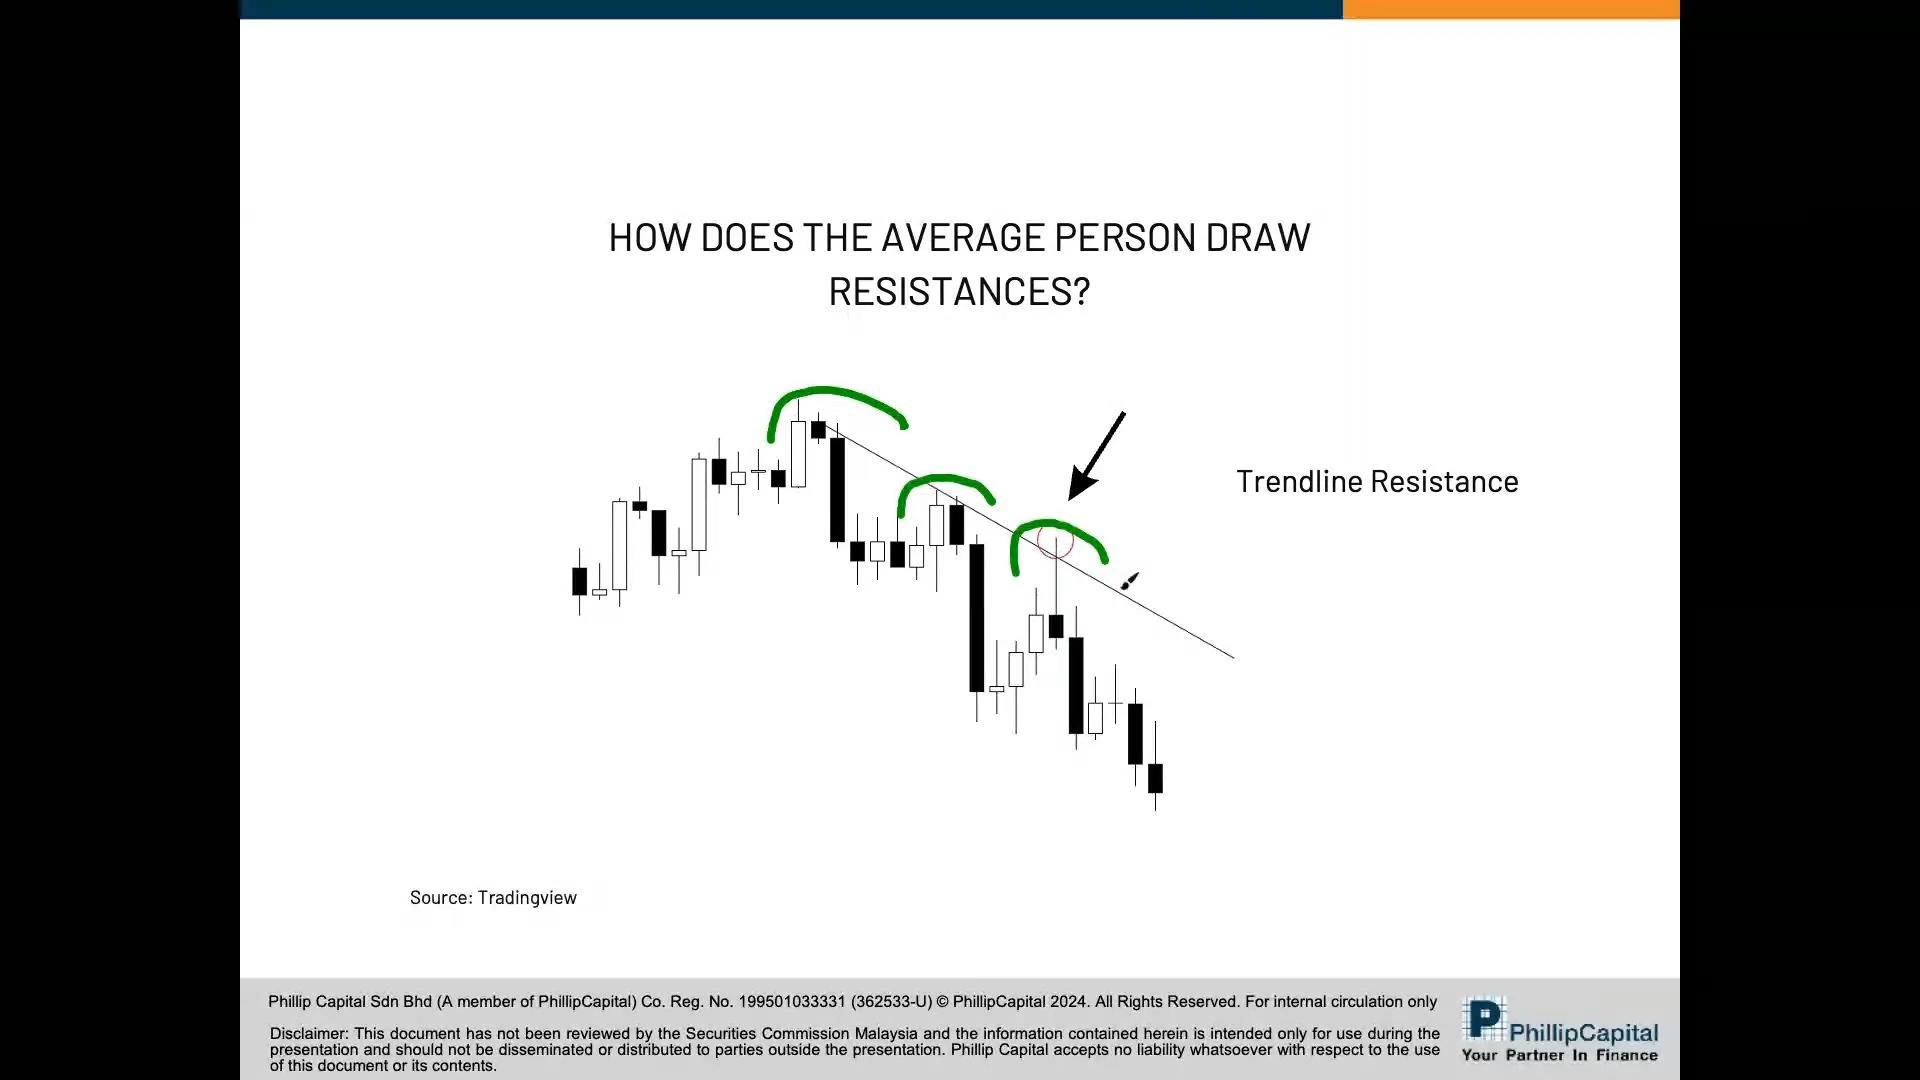 HOW DOES THE AVERAGE PERSON DRAW
RESISTANCES?
Trendline Resistance
Source: Tradingview
Phillip Capital Sdn Bhd (A member of PhillipCapital) Co. Reg. No. 199501033331 (362533-U) © PhillipCapital 2024. All Rights Reserved. For internal circulation only
Disclaimer: This document has not been reviewed by the Securities Commission Malaysia and the information contained herein is intended only for use during the
presentation and should not be disseminated or distributed to parties outside the presentation. Phillip Capital accepts no liability whatsoever with respect to the use
of this document or its contents.
P PhillipCapital
Your Partner In Finance